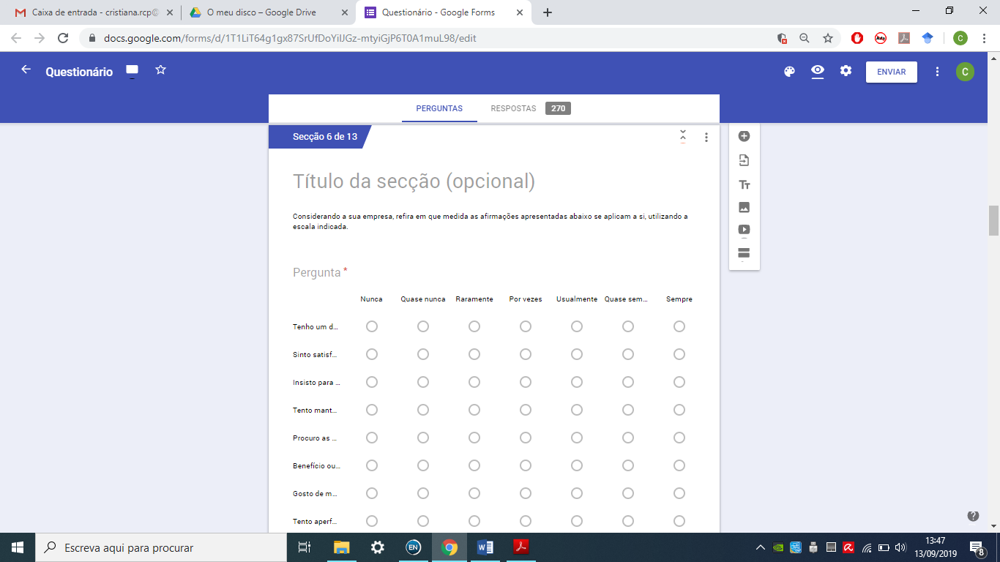 Caixa de entrada - cristiana.rcp@
O meu disco – Google Drive
Questionário - Google Forms
docs.google.com/forms/d/1T1LiT64g1gx87SrUfDoYiIJGz-mtyiGjP6T0A1muL98/edit
C
Questionário
ENVIAR
C
PERGUNTAS
RESPOSTAS 270
Secção 6 de 13
Título da secção (opcional)
Considerando a sua empresa, refira em que medida as afirmações apresentadas abaixo se aplicam a si, utilizando a
escala indicada.
Pergunta *
Nunca Quase nunca Raramente Por vezes Usualmente Quase sem... Sempre
Tenho um d...
Sinto satisf...
Insisto para ...
Tento mant...
Procuro as ...
Benefício ou...
Gosto de m...
Tento aperf...
Escreva aqui para procurar
EN
13:47
13/09/2019
8